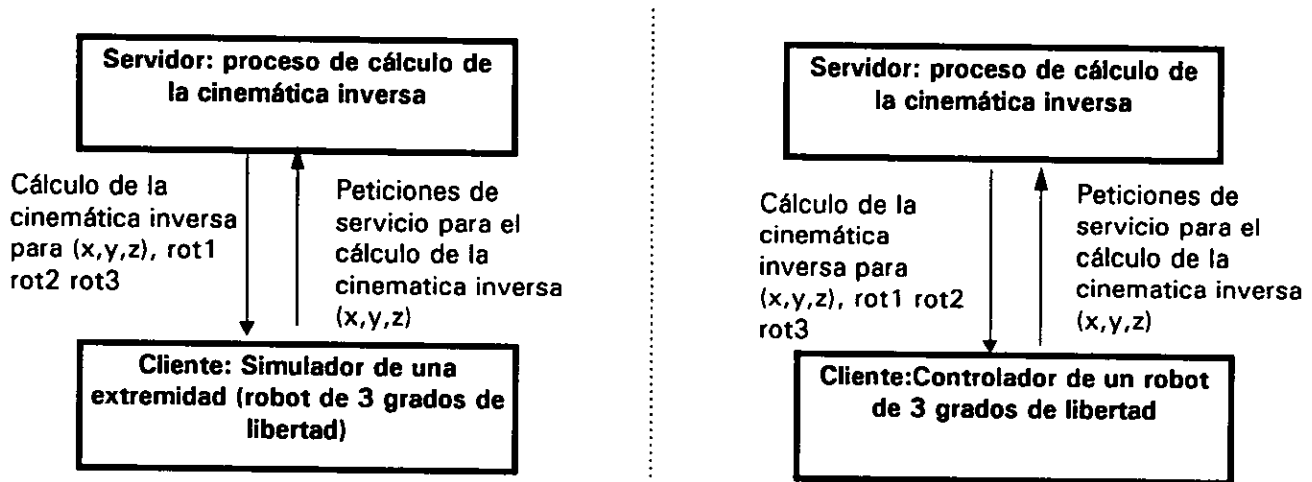 Servidor: proceso de cálculo de
la cinemática inversa
Cálculo de la
cinemática inversa
para (x,y,z), rot1
rot2 rot3
Peticiones de
servicio para el
cálculo de la
cinematica inversa
(x,y,z)
Cliente: Simulador de una
extremidad (robot de 3 grados de
libertad)
Servidor: proceso de cálculo de
la cinemática inversa
Cálculo de la
cinemática
inversa para
(x,y,z), rot1 rot2
rot3
Peticiones de
servicio para el
cálculo de la
cinematica inversa
(x,y,z)
Cliente:Controlador de un robot
de 3 grados de libertad